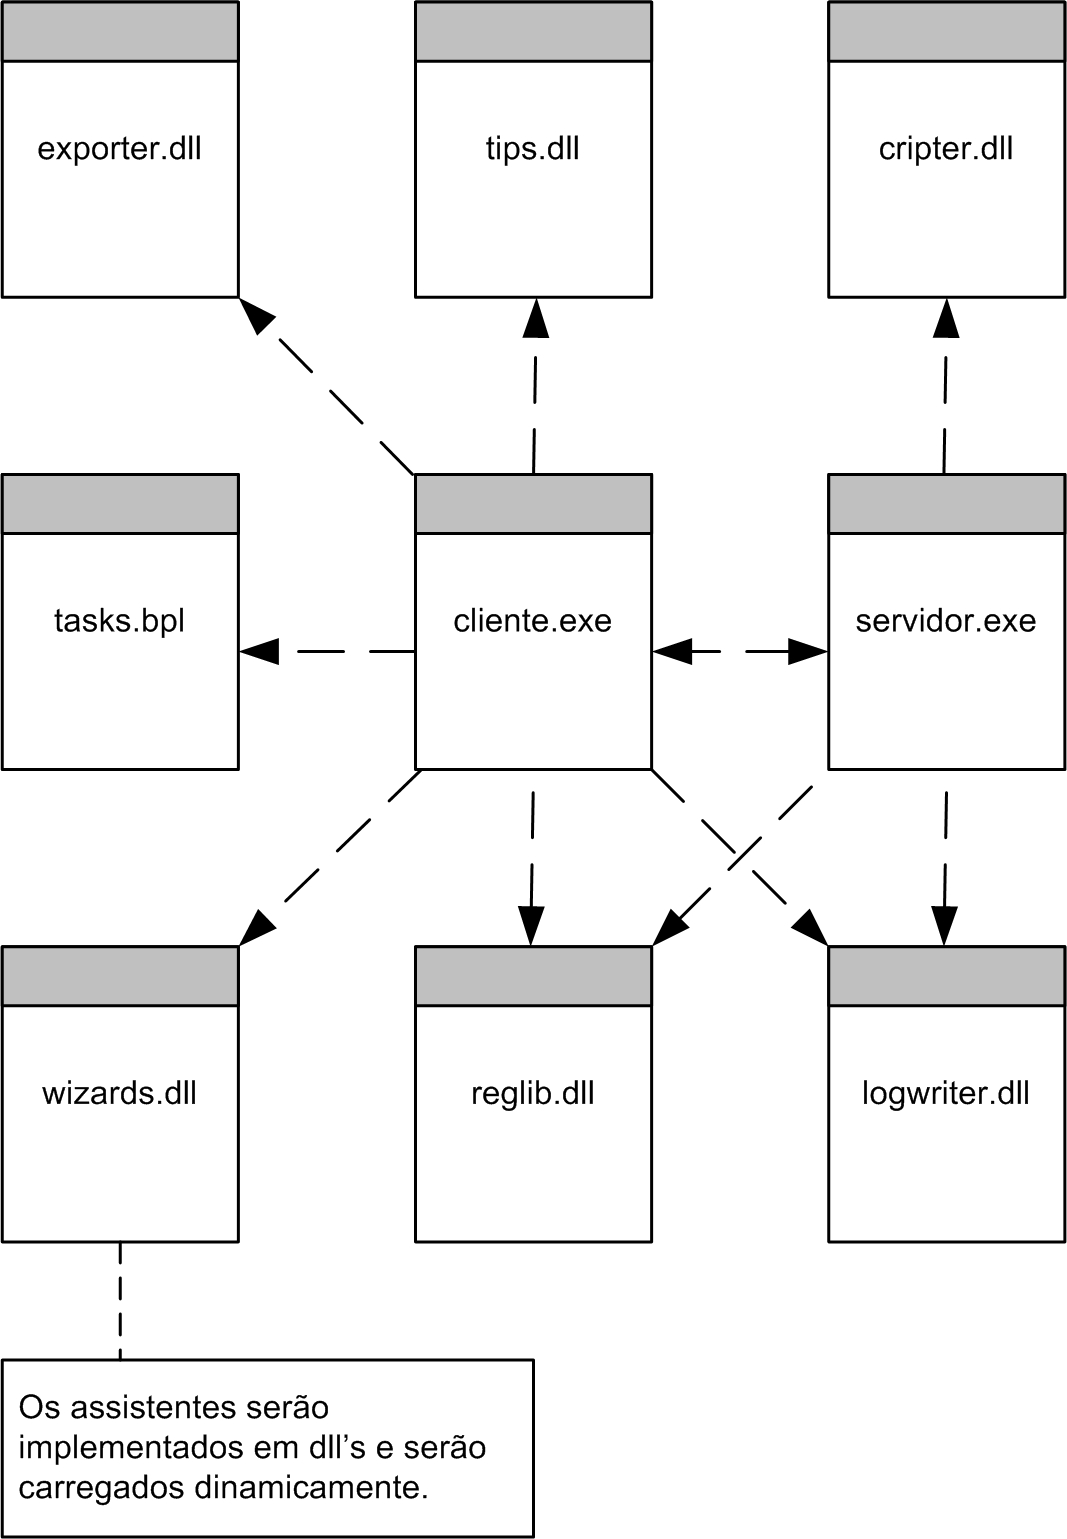 exporter.dll
tips.dll
cripter.dll
tasks.bpl
cliente.exe
servidor.exe
wizards.dll
reglib.dll
logwriter.dll
Os assistentes serão
implementados em dll’s e serão
carregados dinamicamente.